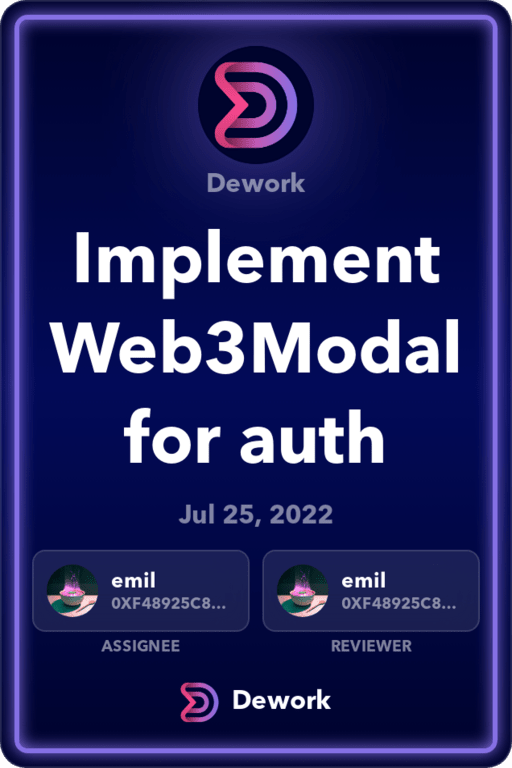 Dework
Implement
Web3Modal
for auth
Jul 25, 2022
emil
0XF48925C8...
ASSIGNEE
emil
0XF48925C8...
REVIEWER
Dework